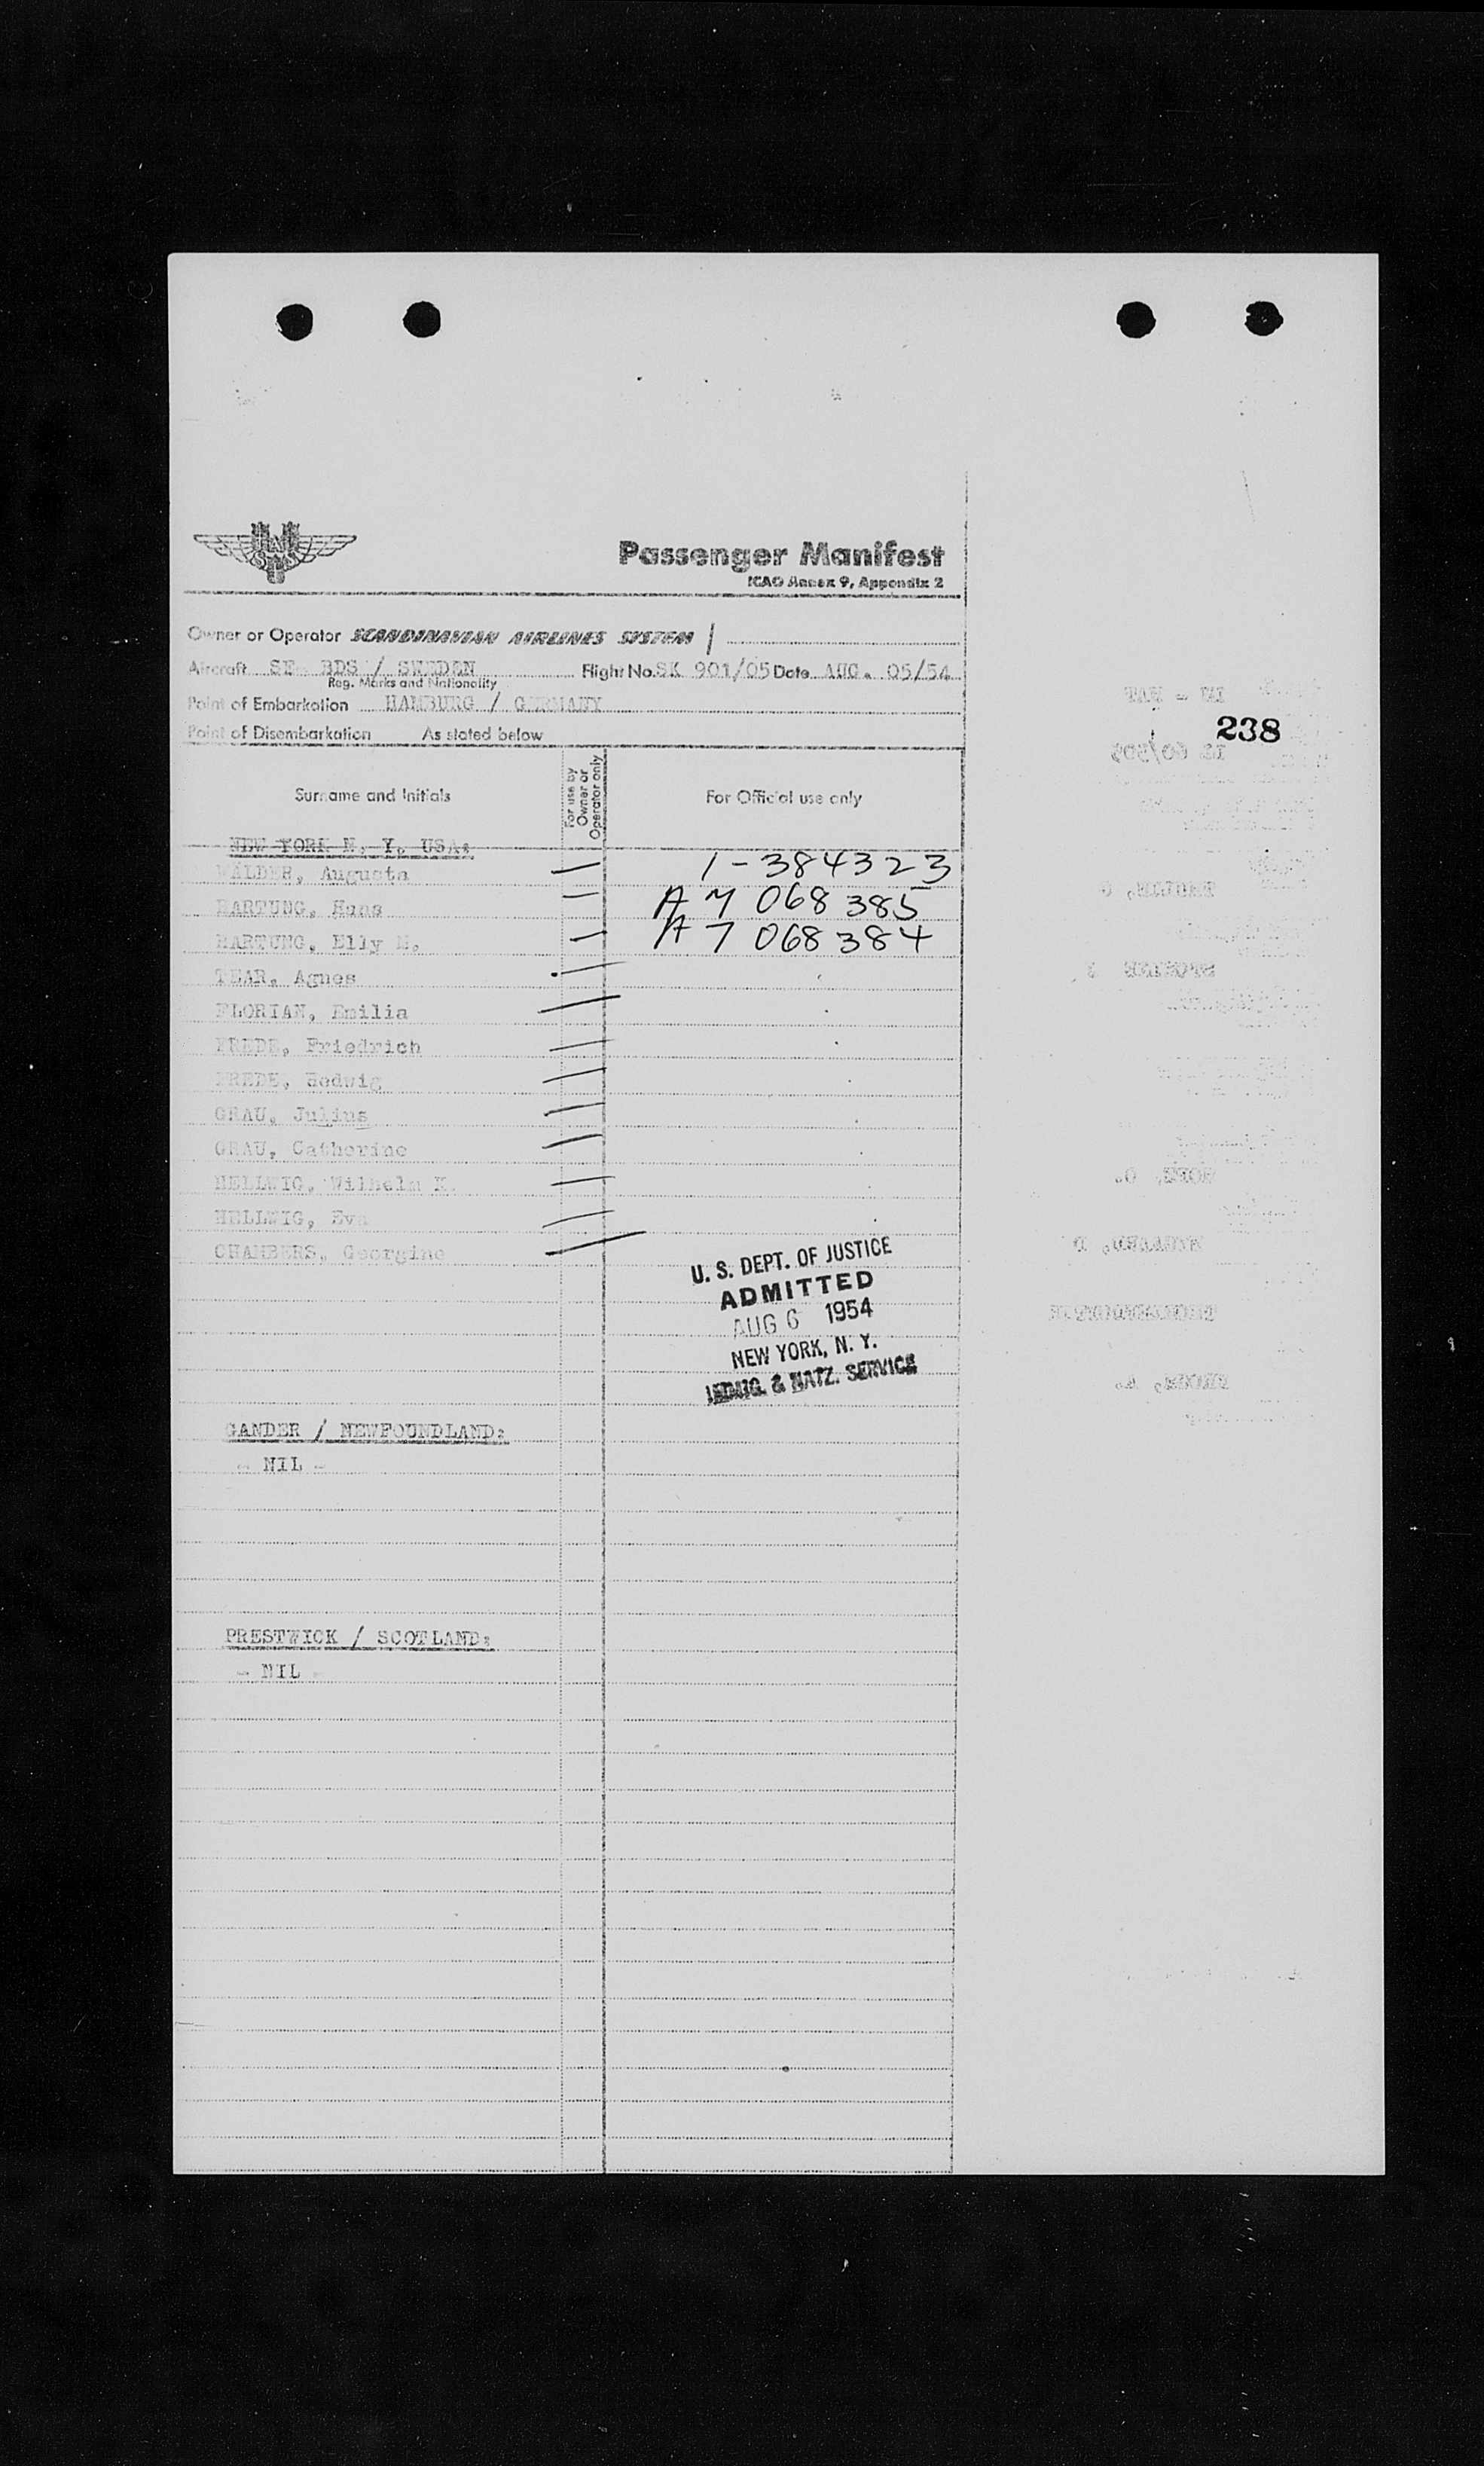 SAS
Passenger Manifest
ICAO Annex 9, Appendix 2
Owner or Operator SCANDINAVIAN AIRLINES SYSTEM /
Aircraft SE- BDS / SWEDEN Flight No. SK 901/05 Date AUG. 05/54
Reg. Marks and Nationality
Point of Embarkation HAMBURG / GERMANY
Point of Disembarkation As stated below
238
Surname and Initials For use by Owner or Operator only For Official use only
NEW YORK N. Y. USA:
WALDER, Augusta — 1-384323
HARTUNG, Hans — A 7 068 385
HARTUNG, Elly M. — A 7 068 384
TEAR, Agnes —
FLORIAN, Emilia —
FREDE, Friedrich —
FREDE, Hedwig —
GRAU, Julius —
GRAU, Catherine —
HELLWIG, Wilhelm K. —
HELLWIG, Eva —
CHAMBERS, Georgine —
U. S. DEPT. OF JUSTICE
ADMITTED
AUG 6 1954
NEW YORK, N. Y.
IMMIG. & NATZ. SERVICE
GANDER / NEWFOUNDLAND:
- NIL -
PRESTWICK / SCOTLAND:
- NIL -